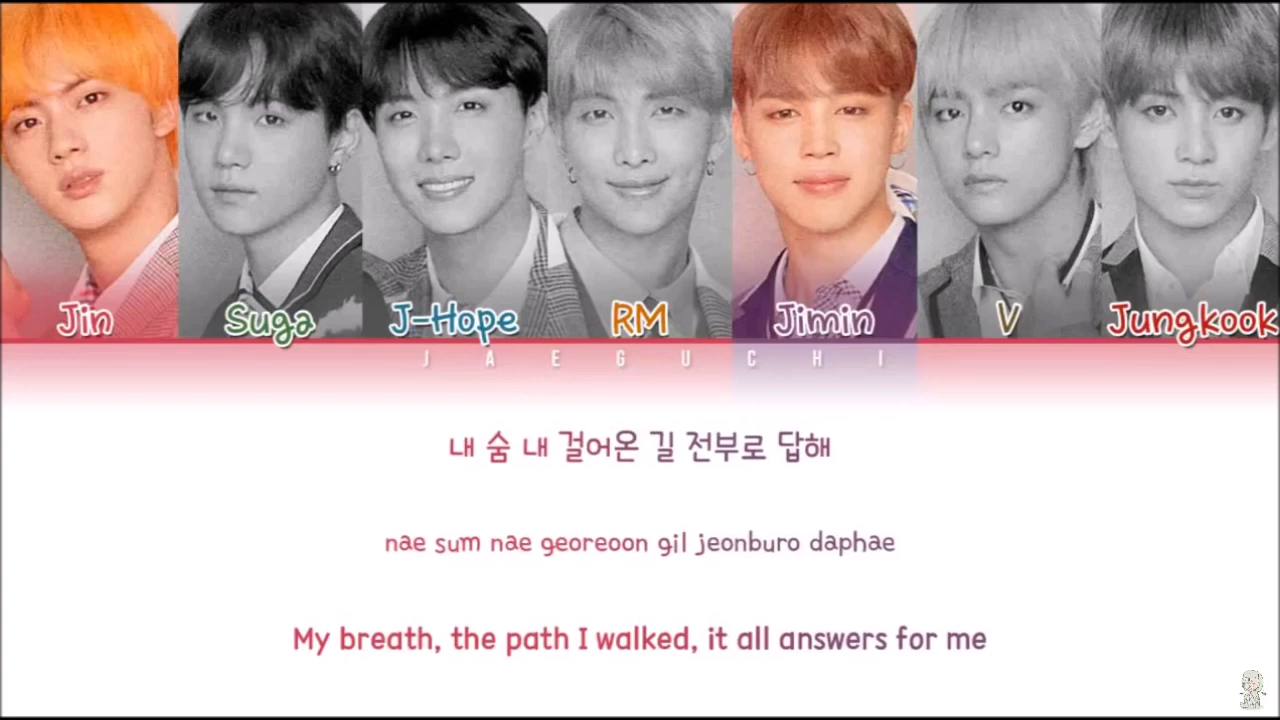 Jin Suga J-Hope RM Jimin V Jungkook
JAEGUCHI
내 숨 내 걸어온 길 전부로 답해
nae sum nae georeoon gil jeonburo daphae
My breath, the path I walked, it all answers for me